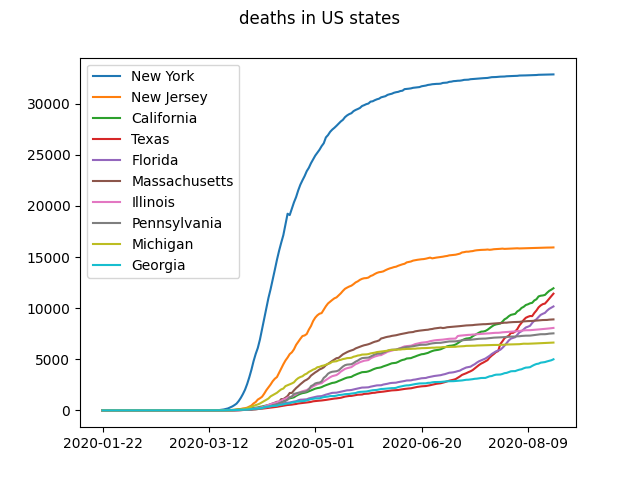 deaths in US states
New York
New Jersey
California
Texas
Florida
Massachusetts
Illinois
Pennsylvania
Michigan
Georgia
30000
25000
20000
15000
10000
5000
0
2020-01-22 2020-03-12 2020-05-01 2020-06-20 2020-08-09